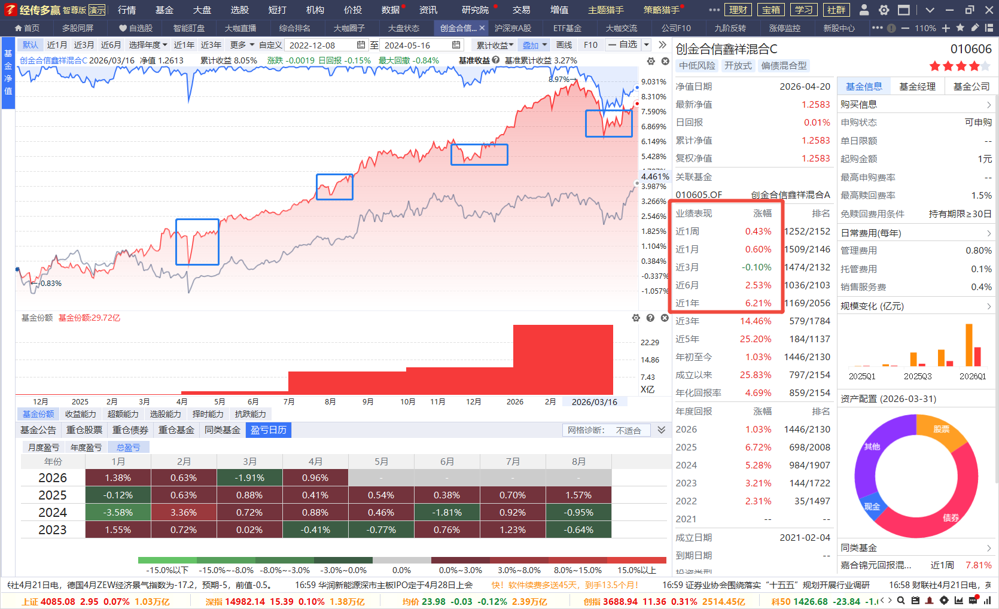 经传多赢 智尊版 演示 行情 基金 大盘 选股 短打 机构 价投 数据 资讯 研究院 交易 增值 主题猎手 策略猎手 理财 宝箱 学习 社群
首页 多股同屏 自选股 智能盯盘 大咖直播 综合排名 大咖圈子 大盘状态 创金合信... 沪深京A股 ETF基金 大咖交流 公司F10 九阶反转 涨停监控 新股中心 110%
基金净值
默认 近1月 近3月 近6月 选择年度 近1年 近3年 更多 自定义 2022-12-08 至 2024-05-16 累计收益 叠加 画线 F10 自选
创金合信鑫祥混合C 2026/03/16 净值 1.2613 累计收益 8.05% 涨跌 -0.0019 日回报 -0.15% 最大回撤 -0.84% 基准收益 基准累计收益 3.27%
8.97%
-0.83%
9.031%
8.310%
7.590%
6.869%
6.149%
5.428%
4.461%
3.987%
3.266%
2.546%
1.825%
1.104%
0.384%
-0.337%
-1.057%
基金份额 基金份额:29.72亿
22.29
14.86
7.43
X亿
12月 2025 2月 3月 4月 5月 6月 7月 8月 9月 10月 11月 12月 2026 2月 2026/03/16
基金份额 收益能力 超额能力 选股能力 择时能力 抗跌能力
基金公告 重仓股票 重仓债券 重仓基金 同类基金 盈亏日历 网格诊断: 不适合
月度盈亏 年度盈亏 总盈亏
年份 1月 2月 3月 4月 5月 6月 7月 8月
2026 1.38% 0.63% -1.91% 0.96% - - - -
2025 -0.12% 0.63% 0.88% 0.41% 0.54% 0.38% 0.70% 1.57%
2024 -3.58% 3.36% 0.72% 0.88% 0.46% -1.81% 0.92% -0.95%
2023 1.55% 0.72% 0.02% -0.41% -0.77% 0.76% 1.23% -0.64%
-15.0%以下 -15.0%~-8.0% -8.0%~-3.0% -3.0%~0.0% 0.0% 0.0%~3.0% 3.0%~8.0% 8.0%~15.0% 15.0%以上
创金合信鑫祥混合C 010606
中低风险 开放式 偏债混合型
净值日期 2026-04-20
最新净值 1.2583
日回报 0.01%
累计净值 1.2583
复权净值 1.2583
关联基金
010605.OF 创金合信鑫祥混合A
业绩表现 涨幅 排名
近1周 0.43% 1252/2152
近1月 0.60% 1509/2146
近3月 -0.10% 1474/2132
近6月 2.53% 1036/2103
近1年 6.21% 1169/2056
近3年 14.46% 579/1784
近5年 25.20% 184/1137
年初至今 1.03% 1446/2130
成立以来 25.83% 797/2154
年化回报率 4.69% 859/2154
年度回报 涨幅 排名
2026 1.03% 1446/2130
2025 6.72% 698/2008
2024 5.28% 984/1907
2023 3.21% 144/1722
2022 2.31% 35/1497
2021 -- --
成立日期 2021-02-04
到期日期 --
投资类型
基金信息 基金经理 基金公司
购买信息
申购状态 可申购
单日限额 --
起购金额 1元
最高申购费率 --
最高赎回费率 1.5%
免赎回费用条件 持有期限≥30日
日常费用(每年)
管理费用 0.80%
托管费用 0.1%
销售服务费 0.4%
规模变化 (亿元)
2025Q1 2025Q3 2026Q1
资产配置 (2026-03-31)
股票
其他
现金
债券
同类基金
嘉合锦元回报混... 近1周 7.81%
社4月21日电，德国4月ZEW经济景气指数为-17.2，预期-5，前值-0.5。 16:59 华润新能源深市主板IPO定于4月28日上会 快！软件续费多送45天，到手13.5个月！ 16:59 证券业协会围绕落实“十五五”规划开展行业调研 16:58 财联社4月21日电，
上证 4085.08 2.95 0.07% 1.03万亿 深指 14982.14 15.39 0.10% 1.38万亿 均价 23.98 -0.03 -0.12% 2.39万亿 创指 3688.94 11.36 0.31% 2514.45亿 科50 1426.68 -23.84